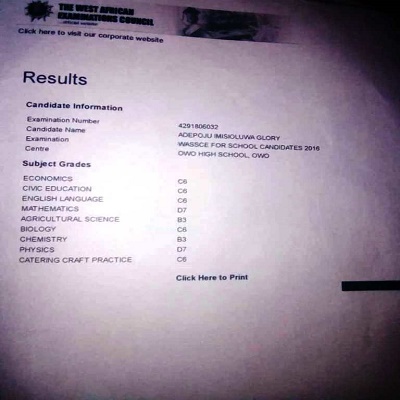 THE WEST AFRICAN
EXAMINATIONS COUNCIL
Click here to visit our corporate website
Results
Candidate Information
Examination Number 4291806032
Candidate Name ADEPOJU IMISIOLUWA GLORY
Examination WASSCE FOR SCHOOL CANDIDATES 2016
Centre OWO HIGH SCHOOL, OWO
Subject Grades
ECONOMICS C6
CIVIC EDUCATION C6
ENGLISH LANGUAGE C6
MATHEMATICS D7
AGRICULTURAL SCIENCE B3
BIOLOGY C6
CHEMISTRY B3
PHYSICS D7
CATERING CRAFT PRACTICE C6
Click Here to Print